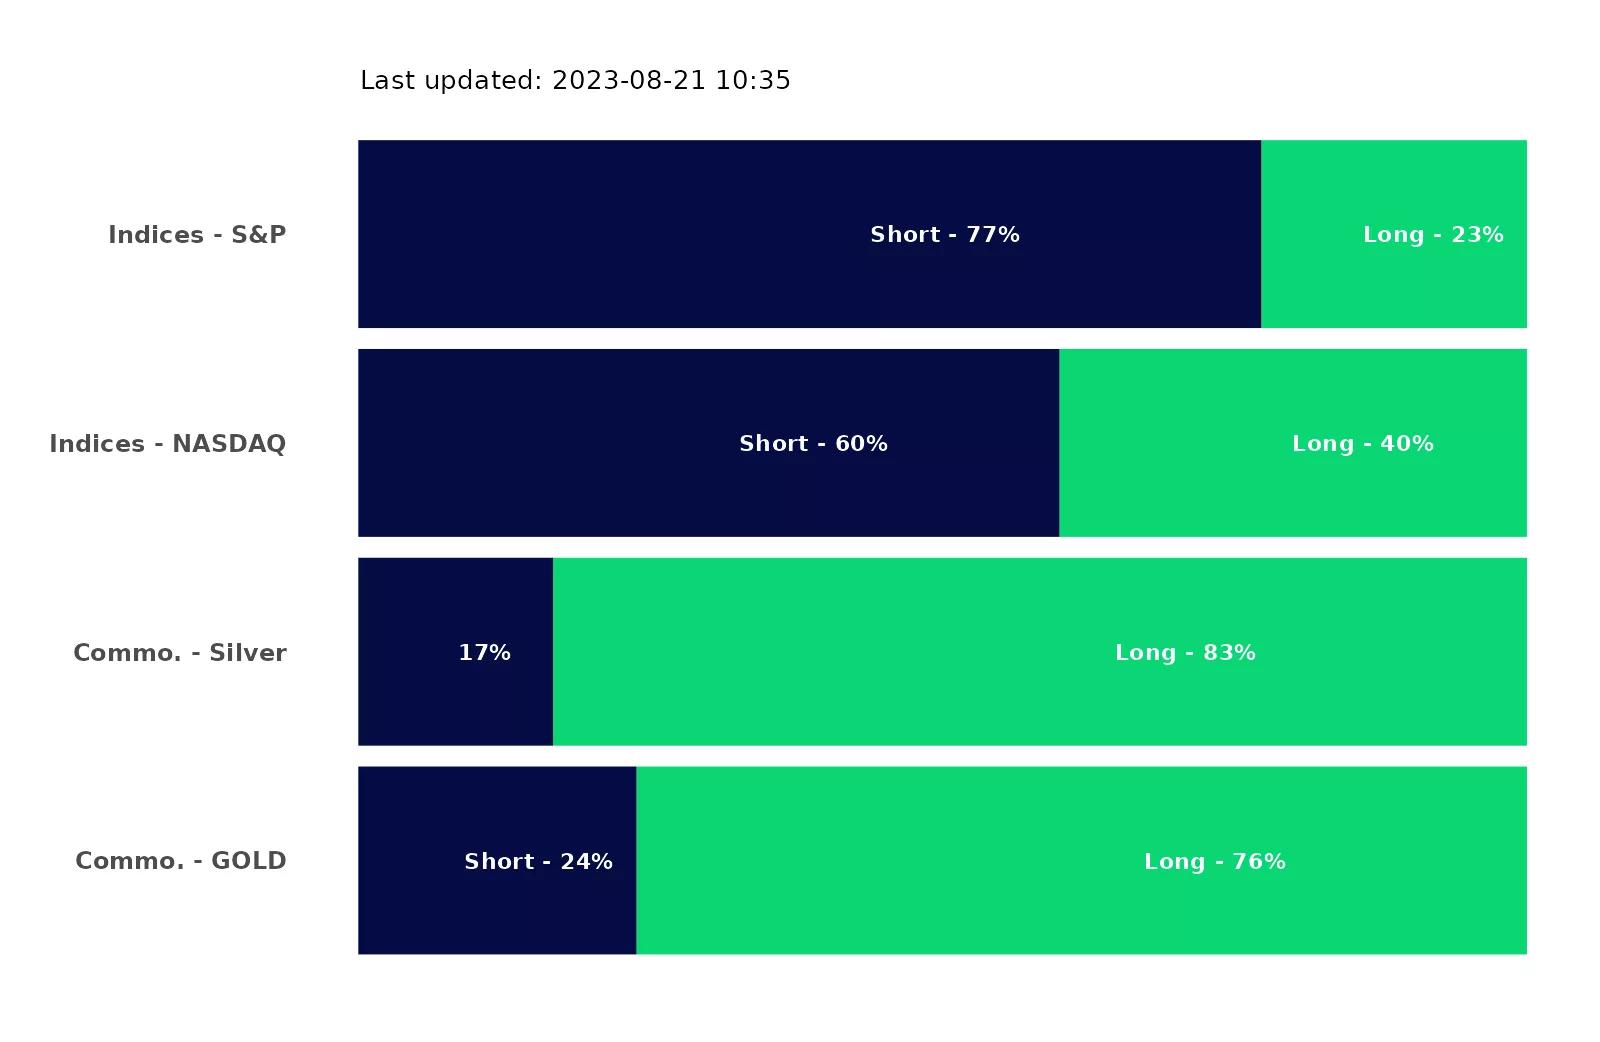 Last updated: 2023-08-21 10:35
Indices - S&P Short - 77% Long - 23%
Indices - NASDAQ Short - 60% Long - 40%
Commo. - Silver 17% Long - 83%
Commo. - GOLD Short - 24% Long - 76%